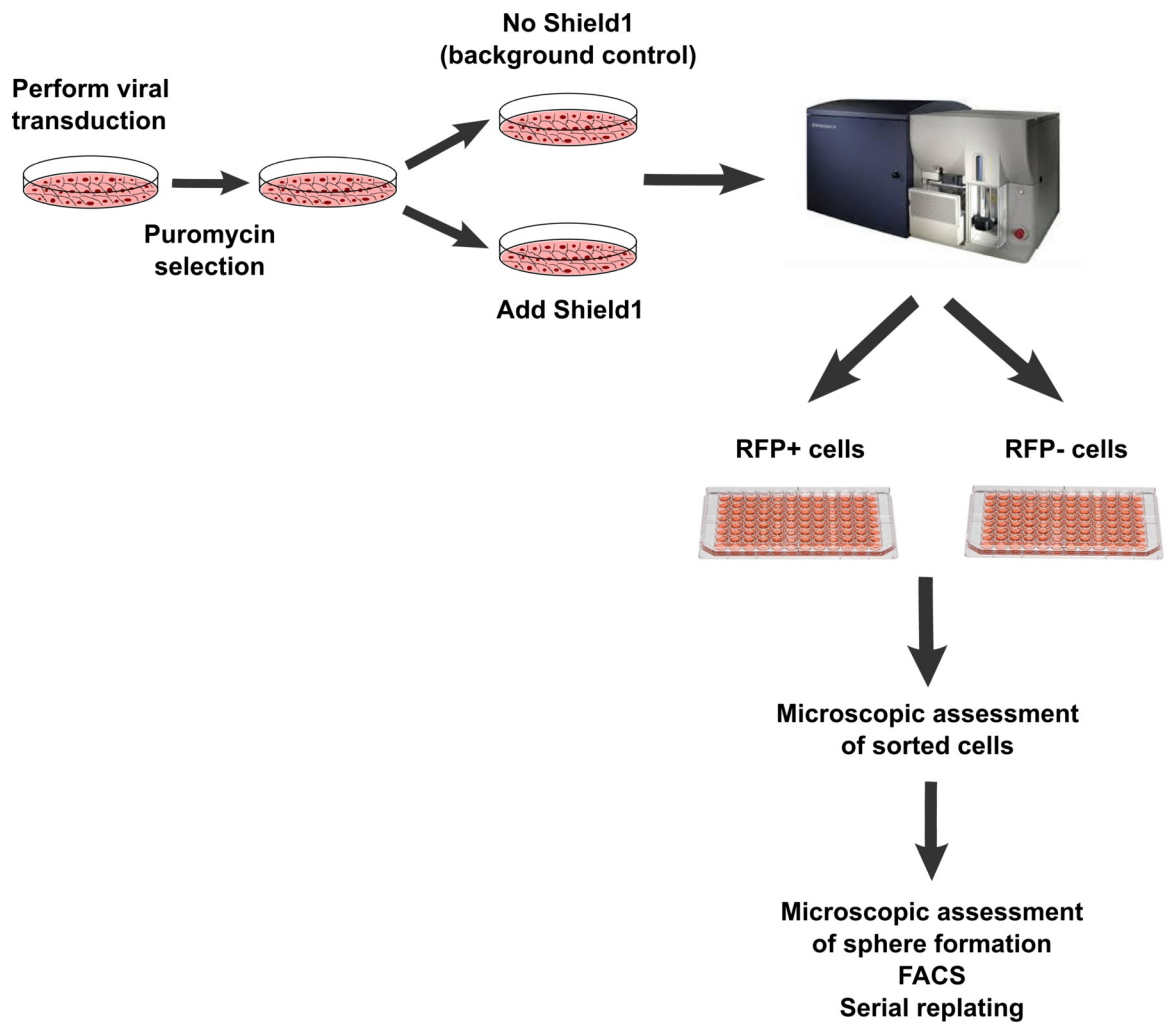 No Shield1
(background control)
Perform viral
transduction
Puromycin
selection
Add Shield1
RFP+ cells
RFP- cells
Microscopic assessment
of sorted cells
Microscopic assessment
of sphere formation
FACS
Serial replating